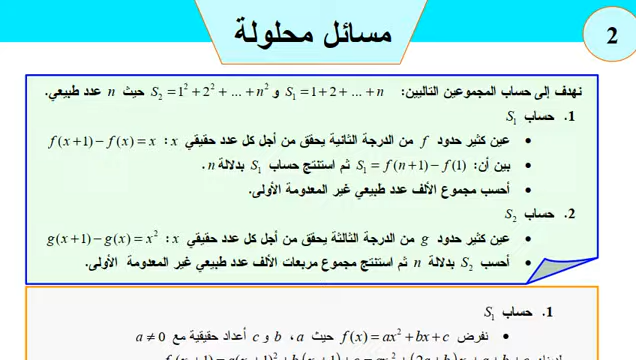 مسائل محلولة
2
نهدف إلى حساب المجموعين التاليين: S₁ = 1+2+...+n و S₂ = 1²+2²+...+n² حيث n عدد طبيعي.
1. حساب S₁
• عين كثير حدود f من الدرجة الثانية يحقق من أجل كل عدد حقيقي x : f(x+1)−f(x)=x
• بين أن: S₁ = f(n+1)−f(1) ثم استنتج حساب S₁ بدلالة n .
• أحسب مجموع الألف عدد طبيعي غير المعدومة الأولى.
2. حساب S₂
• عين كثير حدود g من الدرجة الثالثة يحقق من أجل كل عدد حقيقي x : g(x+1)−g(x)=x²
• أحسب S₂ بدلالة n ثم استنتج مجموع مربعات الألف عدد طبيعي غير المعدومة الأولى.
1. حساب S₁
• نفرض f(x)=ax²+bx+c حيث a، b و c أعداد حقيقية مع a≠0